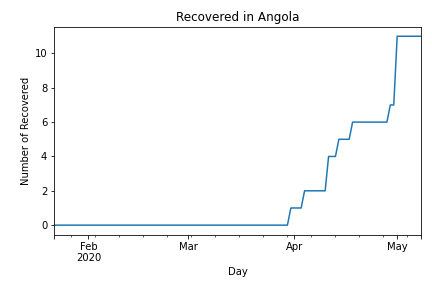 Recovered in Angola
Number of Recovered
10
8
6
4
2
0
Feb
2020
Mar
Apr
May
Day